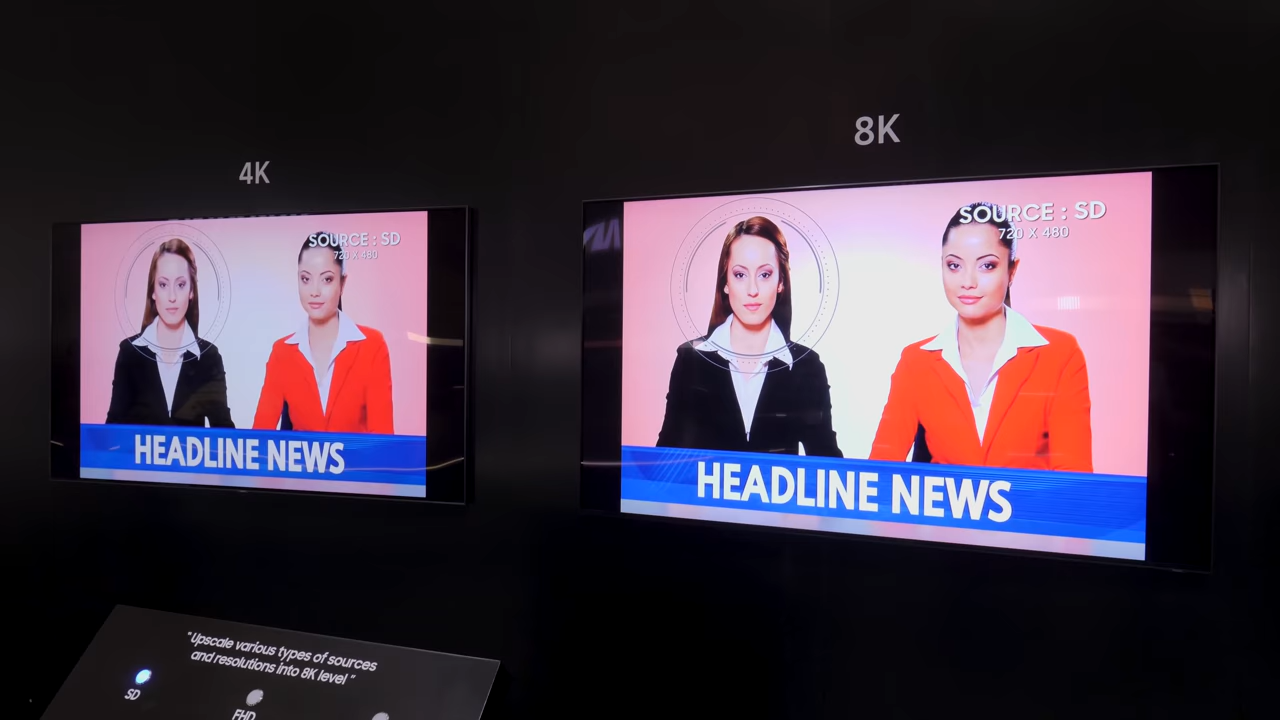 4K
SOURCE : SD
720 X 480
HEADLINE NEWS
8K
SOURCE : SD
720 X 480
HEADLINE NEWS
"Upscale various types of sources
and resolutions into 8K level"
SD
FHD